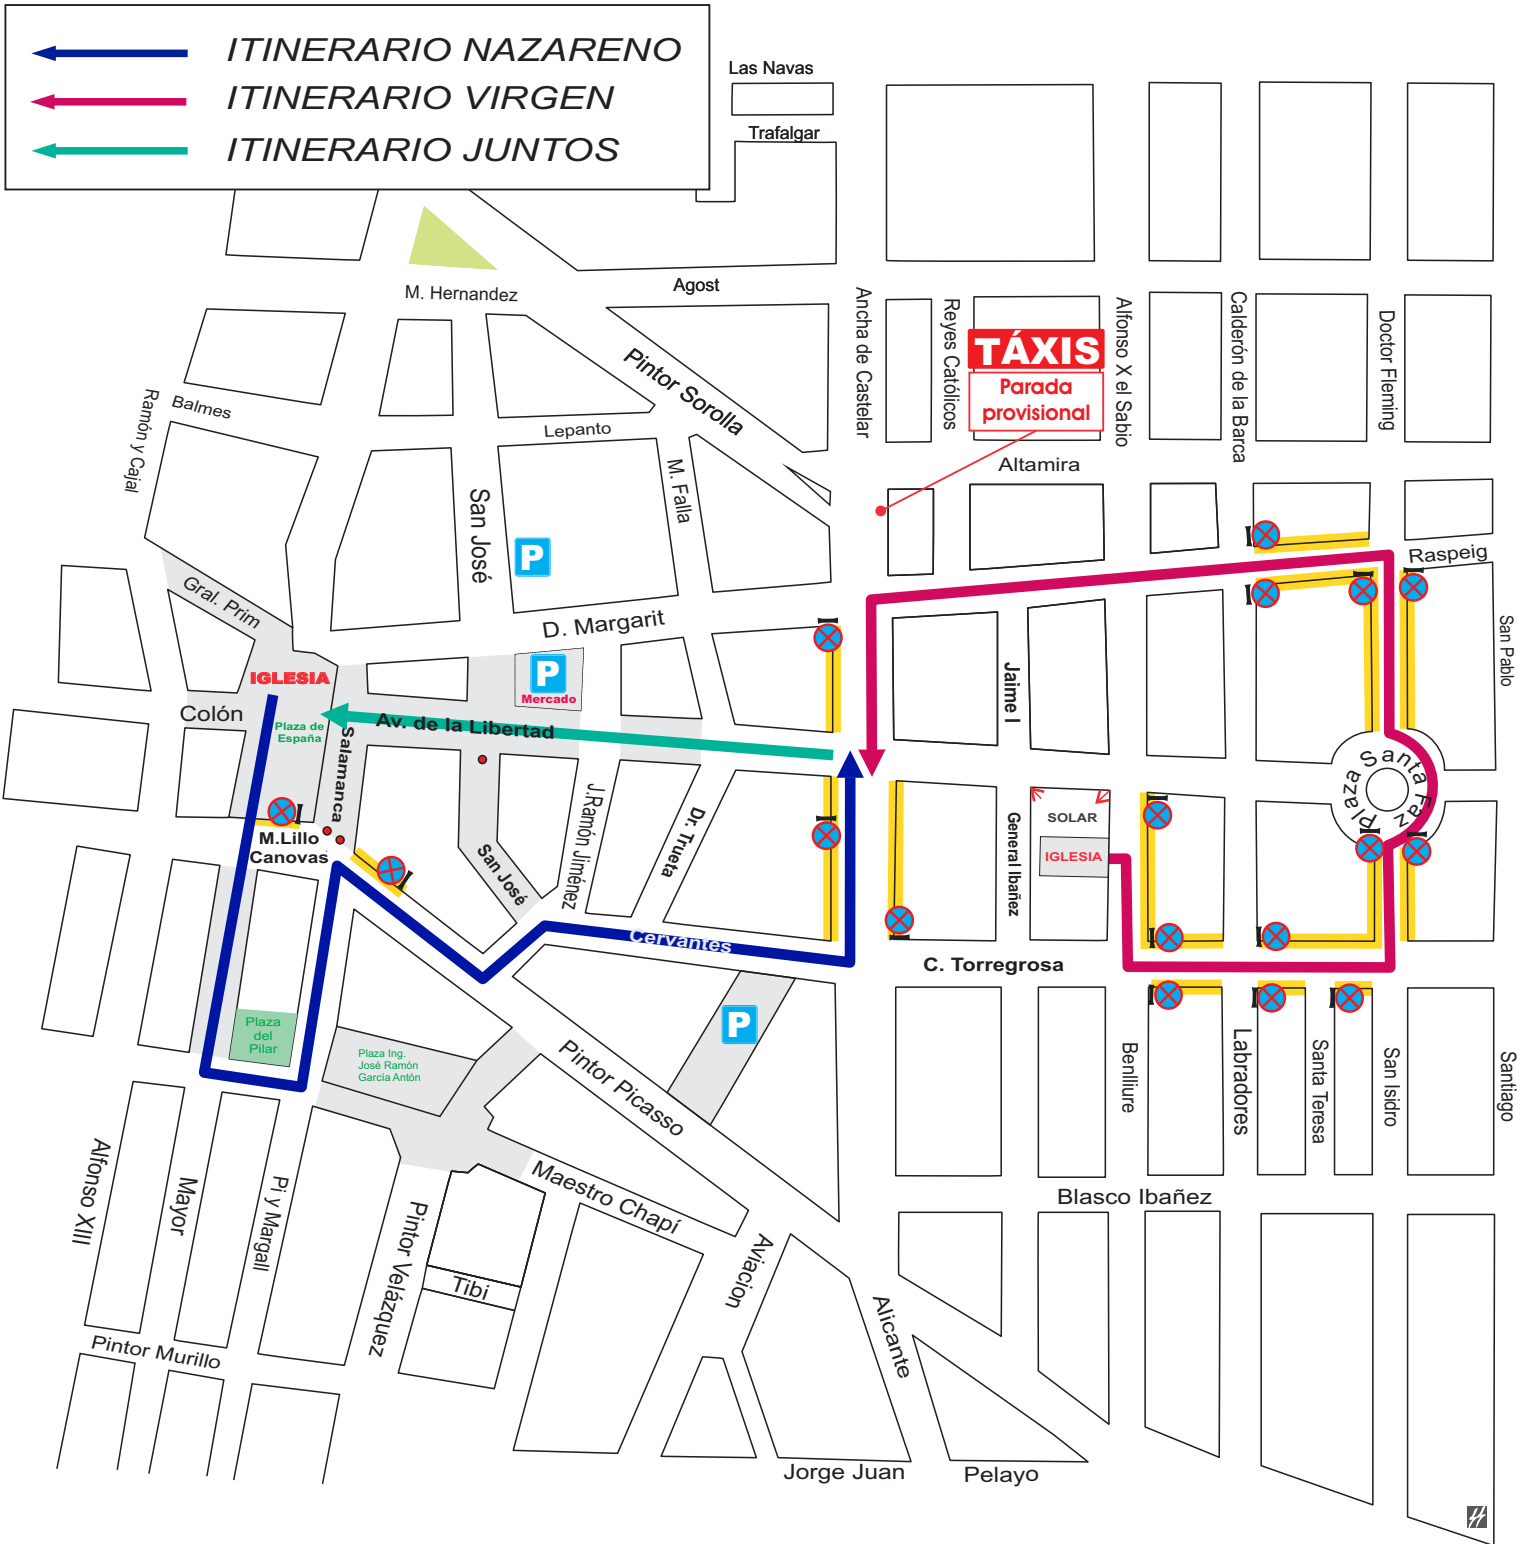 ITINERARIO NAZARENO
ITINERARIO VIRGEN
ITINERARIO JUNTOS
Las Navas
Trafalgar
Agost
M. Hernandez
Pintor Sorolla
Ancha de Castelar
Reyes Católicos
TÁXIS
Parada
provisional
Alfonso X el Sabio
Calderón de la Barca
Doctor Fleming
Ramón y Cajal
Balmes
Lepanto
M. Falla
San José
Altamira
P
Raspeig
San Pablo
Gral. Prim
D. Margarit
IGLESIA
P
Mercado
Jaime I
Colón
Plaza de
España
Salamanca
Av. de la Libertad
Plaza Santa Faz
J.Ramón Jiménez
Dr. Trueta
General Ibañez
SOLAR
IGLESIA
M.Lillo
Canovas
San José
Cervantes
C. Torregrosa
Plaza
del
Pilar
P
Plaza Ing.
José Ramón
García Antón
Pintor Picasso
Benlliure
Labradores
Santa Teresa
San Isidro
Santiago
Alfonso XIII
Mayor
Pi y Margall
Pintor Velázquez
Maestro Chapí
Blasco Ibañez
Tibi
Aviacion
Alicante
Pintor Murillo
Jorge Juan
Pelayo